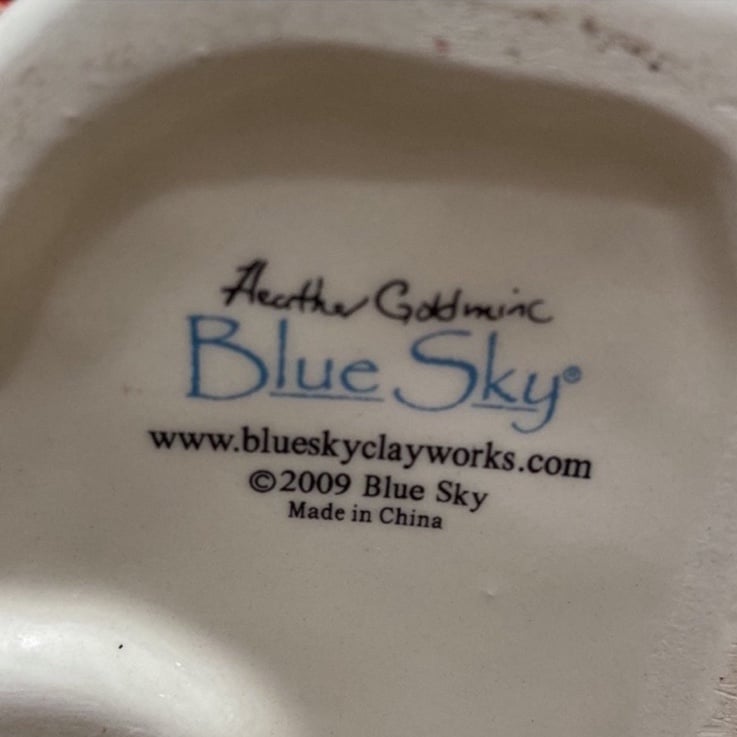 Heather Goldminc
Blue Sky®
www.blueskyclayworks.com
©2009 Blue Sky
Made in China